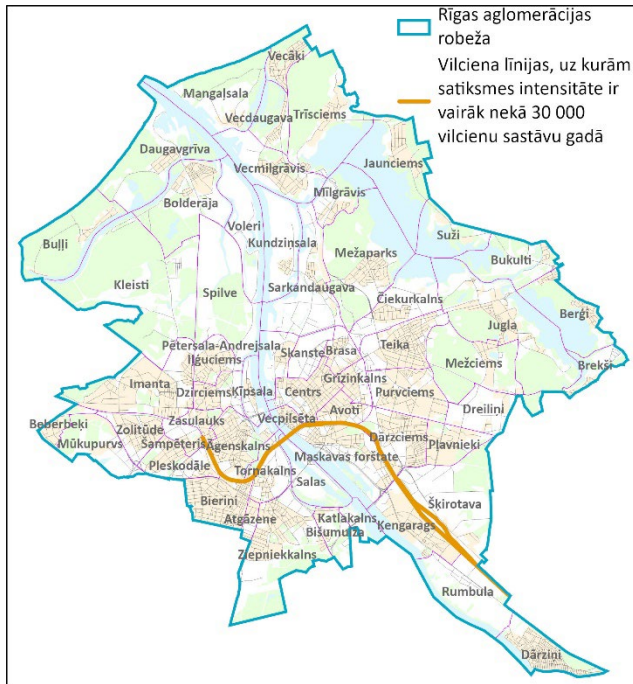 Rīgas aglomerācijas
robeža
Vilciena līnijas, uz kurām
satiksmes intensitāte ir
vairāk nekā 30 000
vilcienu sastāvu gadā
Vecāķi
Mangaļsala
Vecdaugava
Trīsciems
Daugavgrīva
Jaunciems
Vecmīlgrāvis
Mīlgrāvis
Bolderāja
Voleri
Suži
Buļļi
Kundziņsala
Mežaparks
Bukulti
Kleisti
Spilve
Sarkandaugava
Čiekurkalns
Berģi
Jugla
Pētersala-Andrejsala
Iļģuciems
Skanste
Brasa
Teika
Mežciems
Brekši
Imanta
Grīziņkalns
Dzirciems
Ķīpsala
Centrs
Purvciems
Avoti
Dreiliņi
Beberbeķi
Zolitūde
Zasulauks
Vecpilsēta
Mūkupurvs
Šampēteris
Āgenskalns
Dārzciems
Pļavnieki
Pleskodāle
Torņakalns
Maskavas forštate
Salas
Šķirotava
Bieriņi
Atgāzene
Katlakalns
Ķengarags
Bišumuiža
Ziepniekkalns
Rumbula
Dārziņi